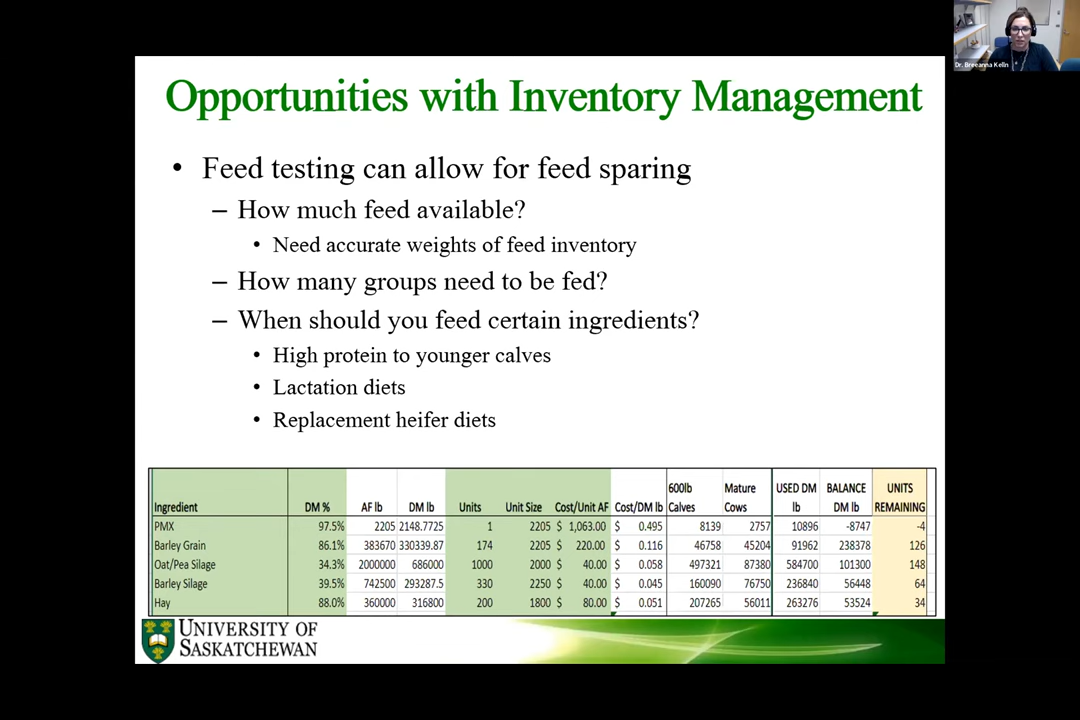 Dr. Breeanna Kelln
Opportunities with Inventory Management
• Feed testing can allow for feed sparing
– How much feed available?
• Need accurate weights of feed inventory
– How many groups need to be fed?
– When should you feed certain ingredients?
• High protein to younger calves
• Lactation diets
• Replacement heifer diets
Ingredient DM % AF lb DM lb Units Unit Size Cost/Unit AF Cost/DM lb 600lb Calves Mature Cows USED DM lb BALANCE DM lb UNITS REMAINING
PMX 97.5% 2205 2148.7725 1 2205 $ 1,063.00 $ 0.495 8139 2757 10896 -8747 -4
Barley Grain 86.1% 383670 330339.87 174 2205 $ 220.00 $ 0.116 46758 45204 91962 238378 126
Oat/Pea Silage 34.3% 2000000 686000 1000 2000 $ 40.00 $ 0.058 497321 87380 584700 101300 148
Barley Silage 39.5% 742500 293287.5 330 2250 $ 40.00 $ 0.045 160090 76750 236840 56448 64
Hay 88.0% 360000 316800 200 1800 $ 80.00 $ 0.051 207265 56011 263276 53524 34
UNIVERSITY OF
SASKATCHEWAN